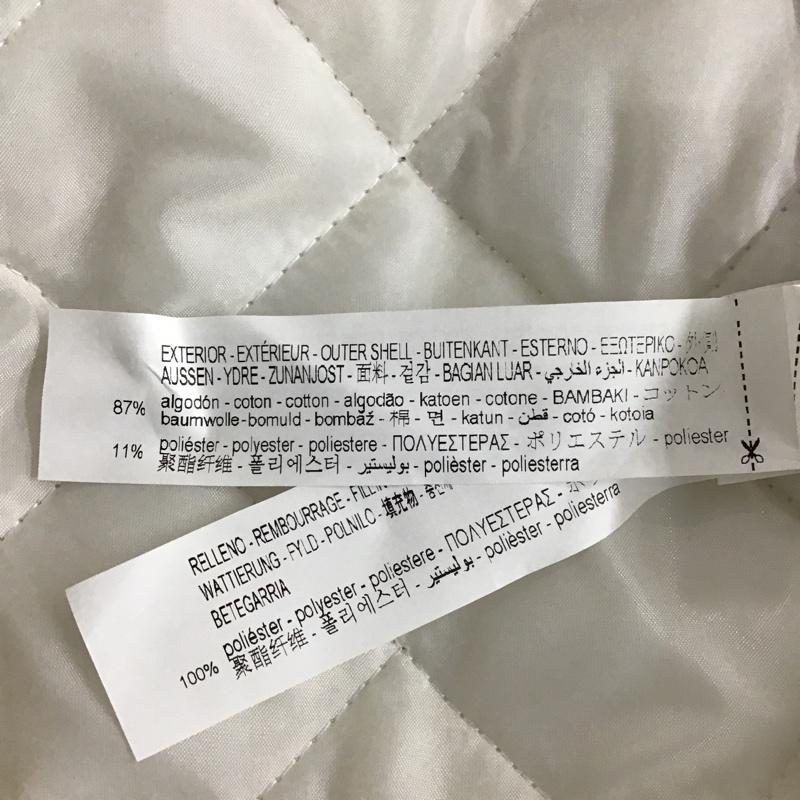 EXTERIOR - EXTÉRIEUR - OUTER SHELL - BUITENKANT - ESTERNO - ΕΞΩΤΕΡΙΚΟ - 外側
AUSSEN - YDRE - ZUNANJOST - 面料 - 겉감 - BAGIAN LUAR - الجزء الخارجي - KANPOKOA
87% algodón - coton - cotton - algodão - katoen - cotone - BAMBAKI - コットン
baumwolle - bomuld - bombaž - 棉 - 면 - katun - قطن - cotó - kotoia
11% poliéster - polyester - poliestere - ΠΟΛΥΕΣΤΕΡΑΣ - ポリエステル - poliester
聚酯纤维 - 폴리에스터 - بوليستير - polièster - poliesterra
RELLENO - REMBOURRAGE - FILLIN
WATTIERUNG - FYLD - POLNILO - 填充物 -
BETEGARRIA
100% poliéster - polyester - poliestere - ΠΟΛΥΕΣΤΕΡΑΣ - ポ
聚酯纤维 - 폴리에스터 - بوليستير - polièster - poliesterra